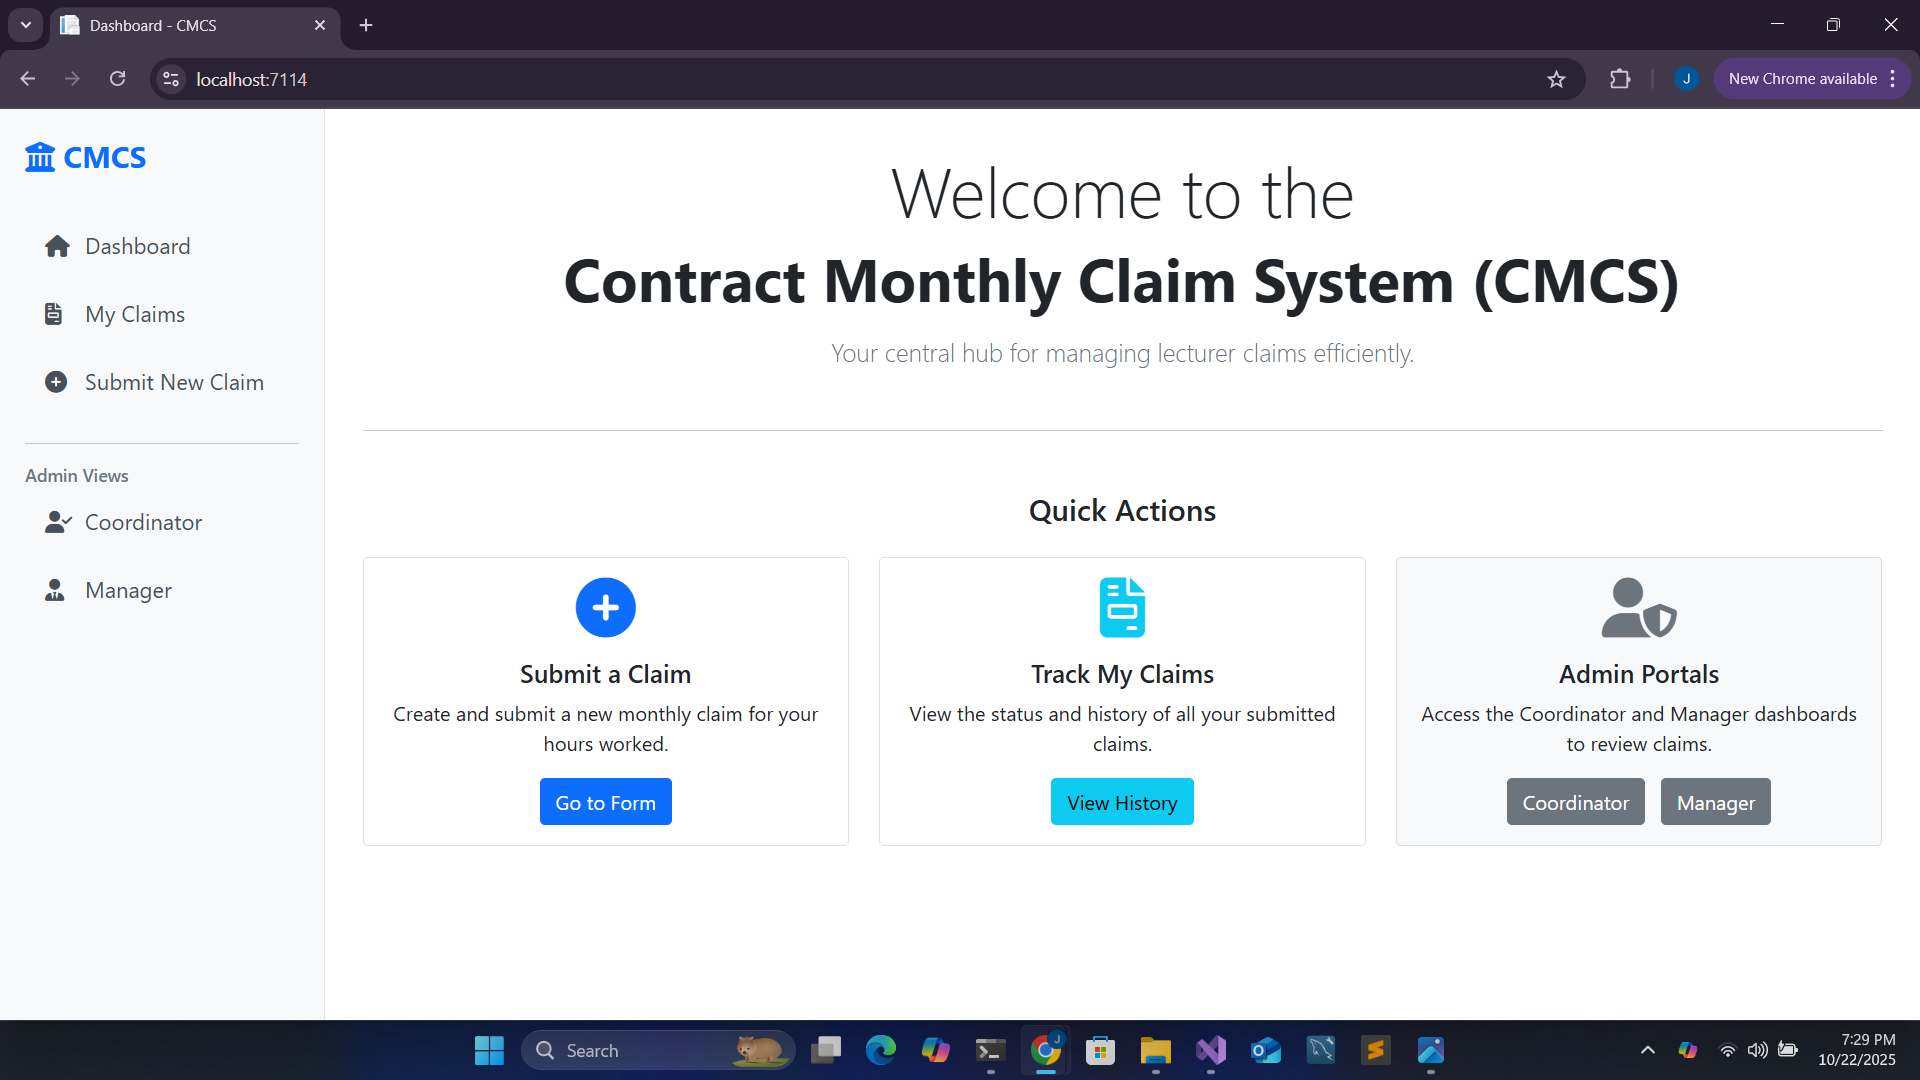 Dashboard - CMCS
localhost:7114
J
New Chrome available
CMCS
Dashboard
My Claims
Submit New Claim
Admin Views
Coordinator
Manager
Welcome to the
Contract Monthly Claim System (CMCS)
Your central hub for managing lecturer claims efficiently.
Quick Actions
Submit a Claim
Create and submit a new monthly claim for your
hours worked.
Go to Form
Track My Claims
View the status and history of all your submitted
claims.
View History
Admin Portals
Access the Coordinator and Manager dashboards
to review claims.
Coordinator
Manager
Search
J
7:29 PM
10/22/2025